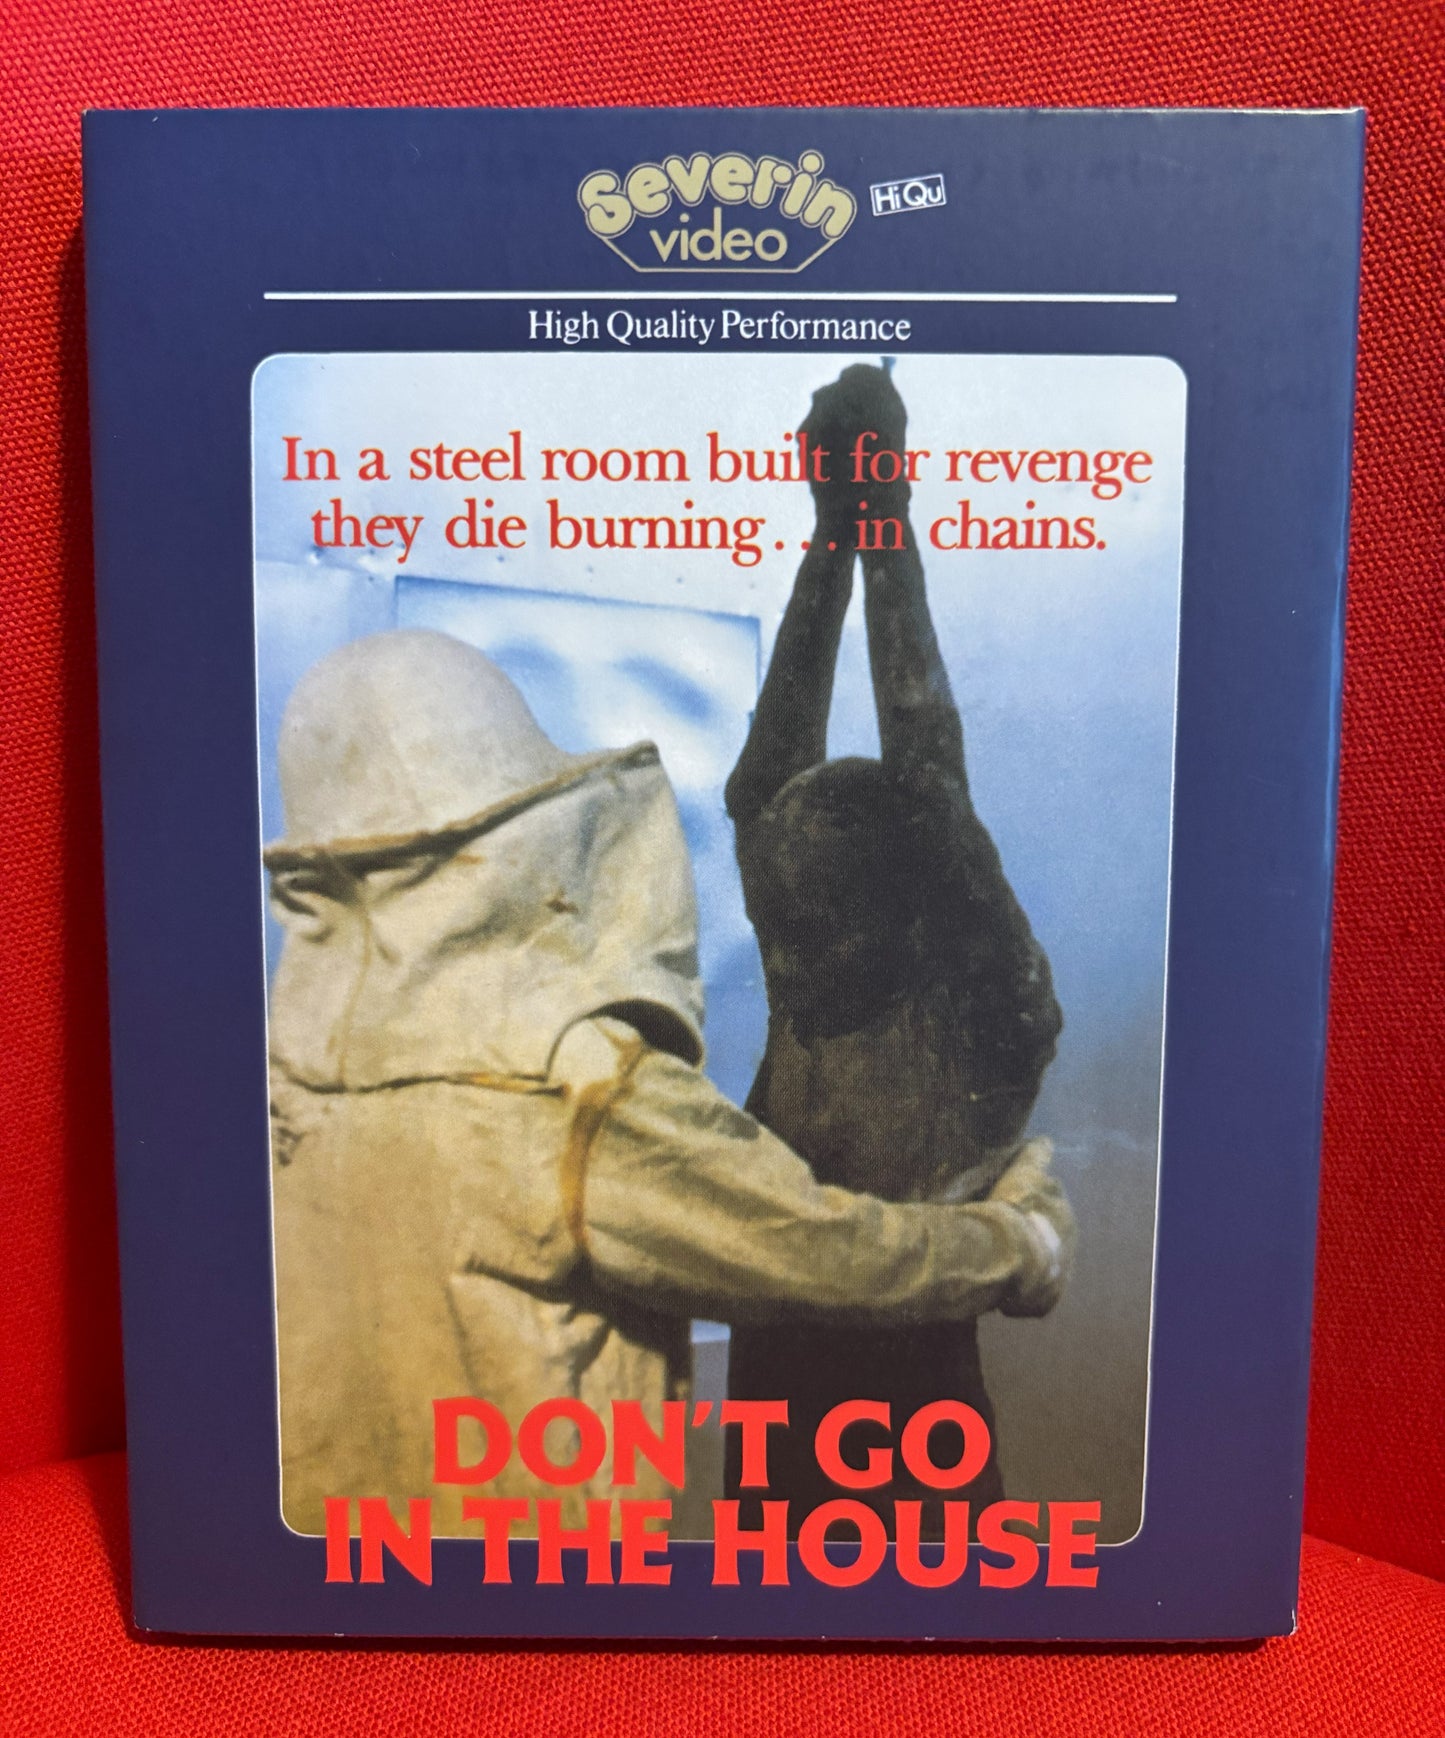 Severin
video
HiQu
High Quality Performance
In a steel room built for revenge
they die burning... in chains.
DON'T GO
IN THE HOUSE